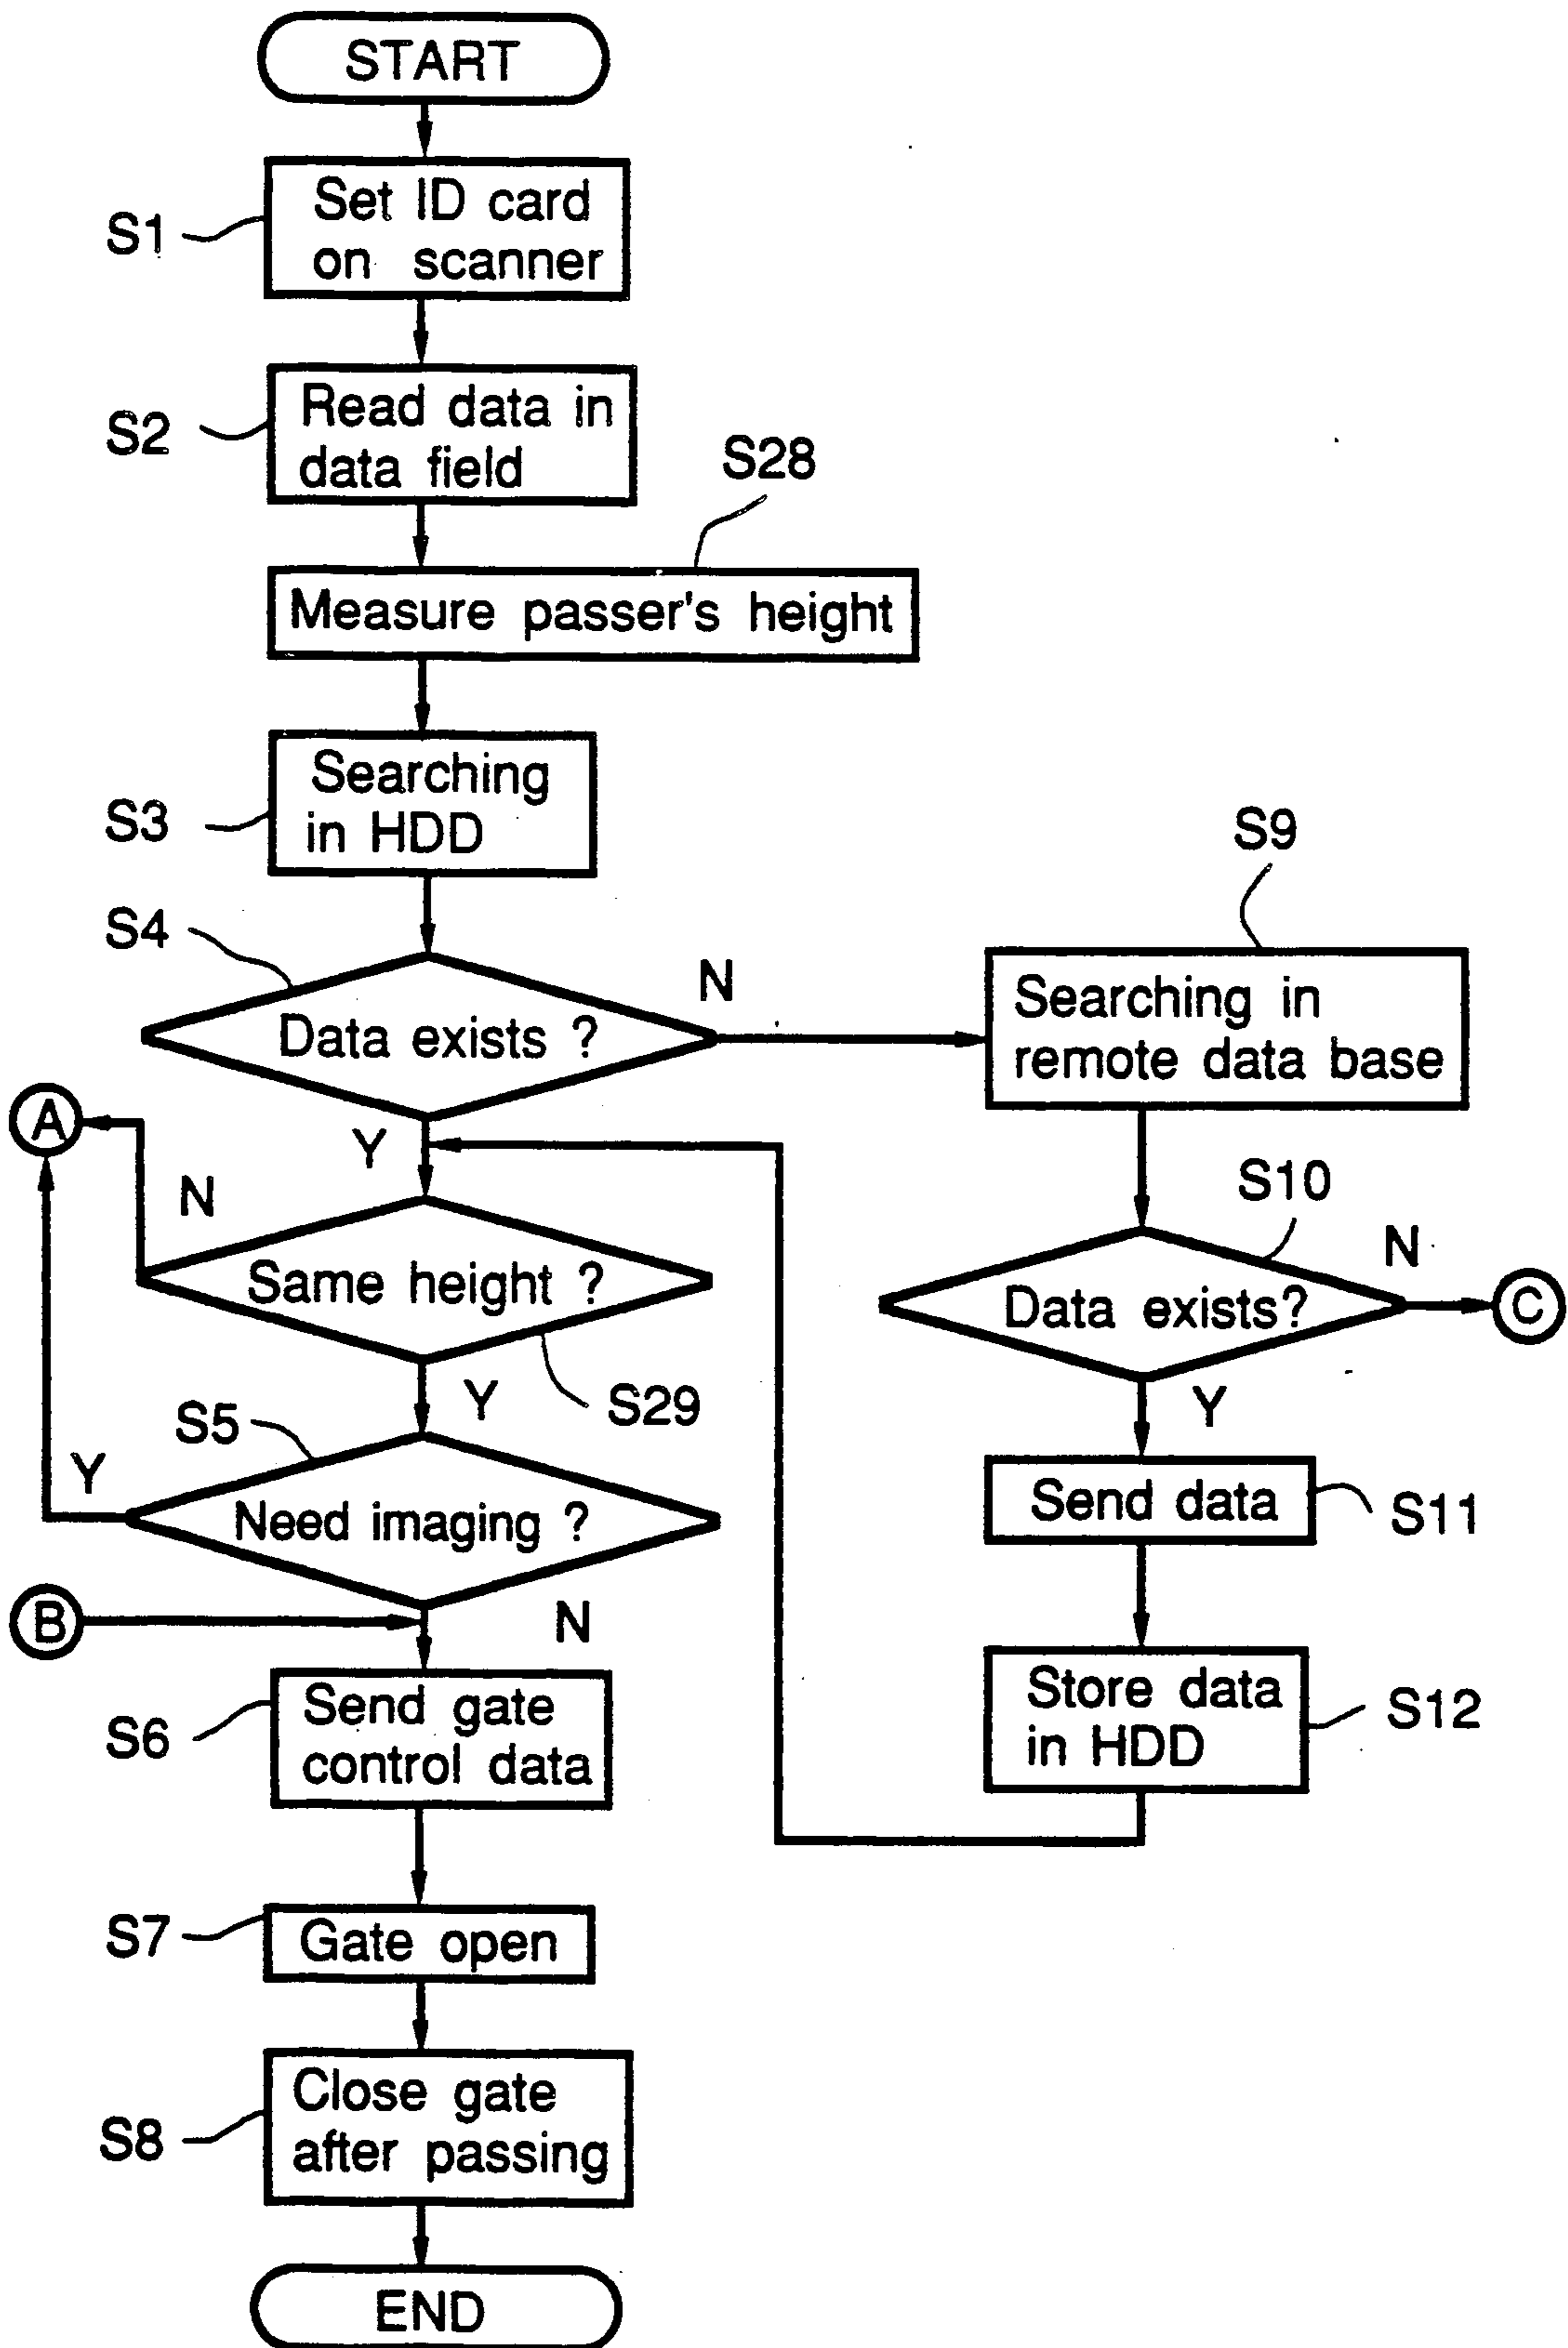 START
S1
Set ID card
on scanner
S2
Read data in
data field
S28
Measure passer's height
S3
Searching
in HDD
S4
Data exists ?
N
Y
S9
Searching in
remote data base
A
N
Same height ?
S29
Y
S10
Data exists?
N
C
Y
S5
Need imaging ?
Y
N
B
Send data
S11
Store data
in HDD
S12
S6
Send gate
control data
S7
Gate open
S8
Close gate
after passing
END